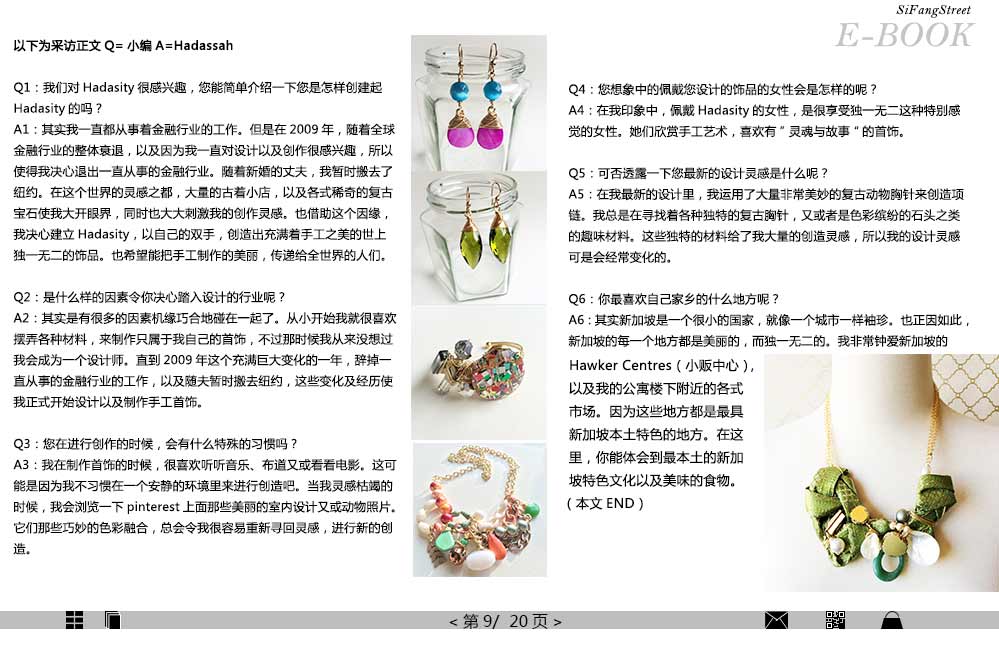 SiFangStreet
E-BOOK
以下为采访正文 Q= 小编 A=Hadassah
Q1：我们对 Hadasity 很感兴趣，您能简单介绍一下您是怎样创建起
Hadasity 的吗？
A1：其实我一直都从事着金融行业的工作。但是在 2009 年，随着全球
金融行业的整体衰退，以及因为我一直对设计以及创作很感兴趣，所以
使得我决心退出一直从事的金融行业。随着新婚的丈夫，我暂时搬去了
纽约。在这个世界的灵感之都，大量的古着小店，以及各式稀奇的复古
宝石使我大开眼界，同时也大大刺激我的创作灵感。也借助这个因缘，
我决心建立 Hadasity，以自己的双手，创造出充满着手工之美的世上
独一无二的饰品。也希望能把手工制作的美丽，传递给全世界的人们。
Q2：是什么样的因素令你决心踏入设计的行业呢？
A2：其实是有很多的因素机缘巧合地碰在一起了。从小开始我就很喜欢
摆弄各种材料，来制作只属于我自己的首饰，不过那时候我从来没想过
我会成为一个设计师。直到 2009 年这个充满巨大变化的一年，辞掉一
直从事的金融行业的工作，以及随夫暂时搬去纽约，这些变化及经历使
我正式开始设计以及制作手工首饰。
Q3：您在进行创作的时候，会有什么特殊的习惯吗？
A3：我在制作首饰的时候，很喜欢听听音乐、布道又或看看电影。这可
能是因为我不习惯在一个安静的环境里来进行创造吧。当我灵感枯竭的
时候，我会浏览一下 pinterest 上面那些美丽的室内设计又或动物照片。
它们那些巧妙的色彩融合，总会令我很容易重新寻回灵感，进行新的创
造。
Q4：您想象中的佩戴您设计的饰品的女性会是怎样的呢？
A4：在我印象中，佩戴 Hadasity 的女性，是很享受独一无二这种特别感
觉的女性。她们欣赏手工艺术，喜欢有＂灵魂与故事＂的首饰。
Q5：可否透露一下您最新的设计灵感是什么呢？
A5：在我最新的设计里，我运用了大量非常美妙的复古动物胸针来创造项
链。我总是在寻找着各种独特的复古胸针，又或者是色彩缤纷的石头之类
的趣味材料。这些独特的材料给了我大量的创造灵感，所以我的设计灵感
可是会经常变化的。
Q6：你最喜欢自己家乡的什么地方呢？
A6：其实新加坡是一个很小的国家，就像一个城市一样袖珍。也正因如此，
新加坡的每一个地方都是美丽的，而独一无二的。我非常钟爱新加坡的
Hawker Centres（小贩中心），
以及我的公寓楼下附近的各式
市场。因为这些地方都是最具
新加坡本土特色的地方。在这
里，你能体会到最本土的新加
坡特色文化以及美味的食物。
（本文 END）
< 第 9/ 20 页 >